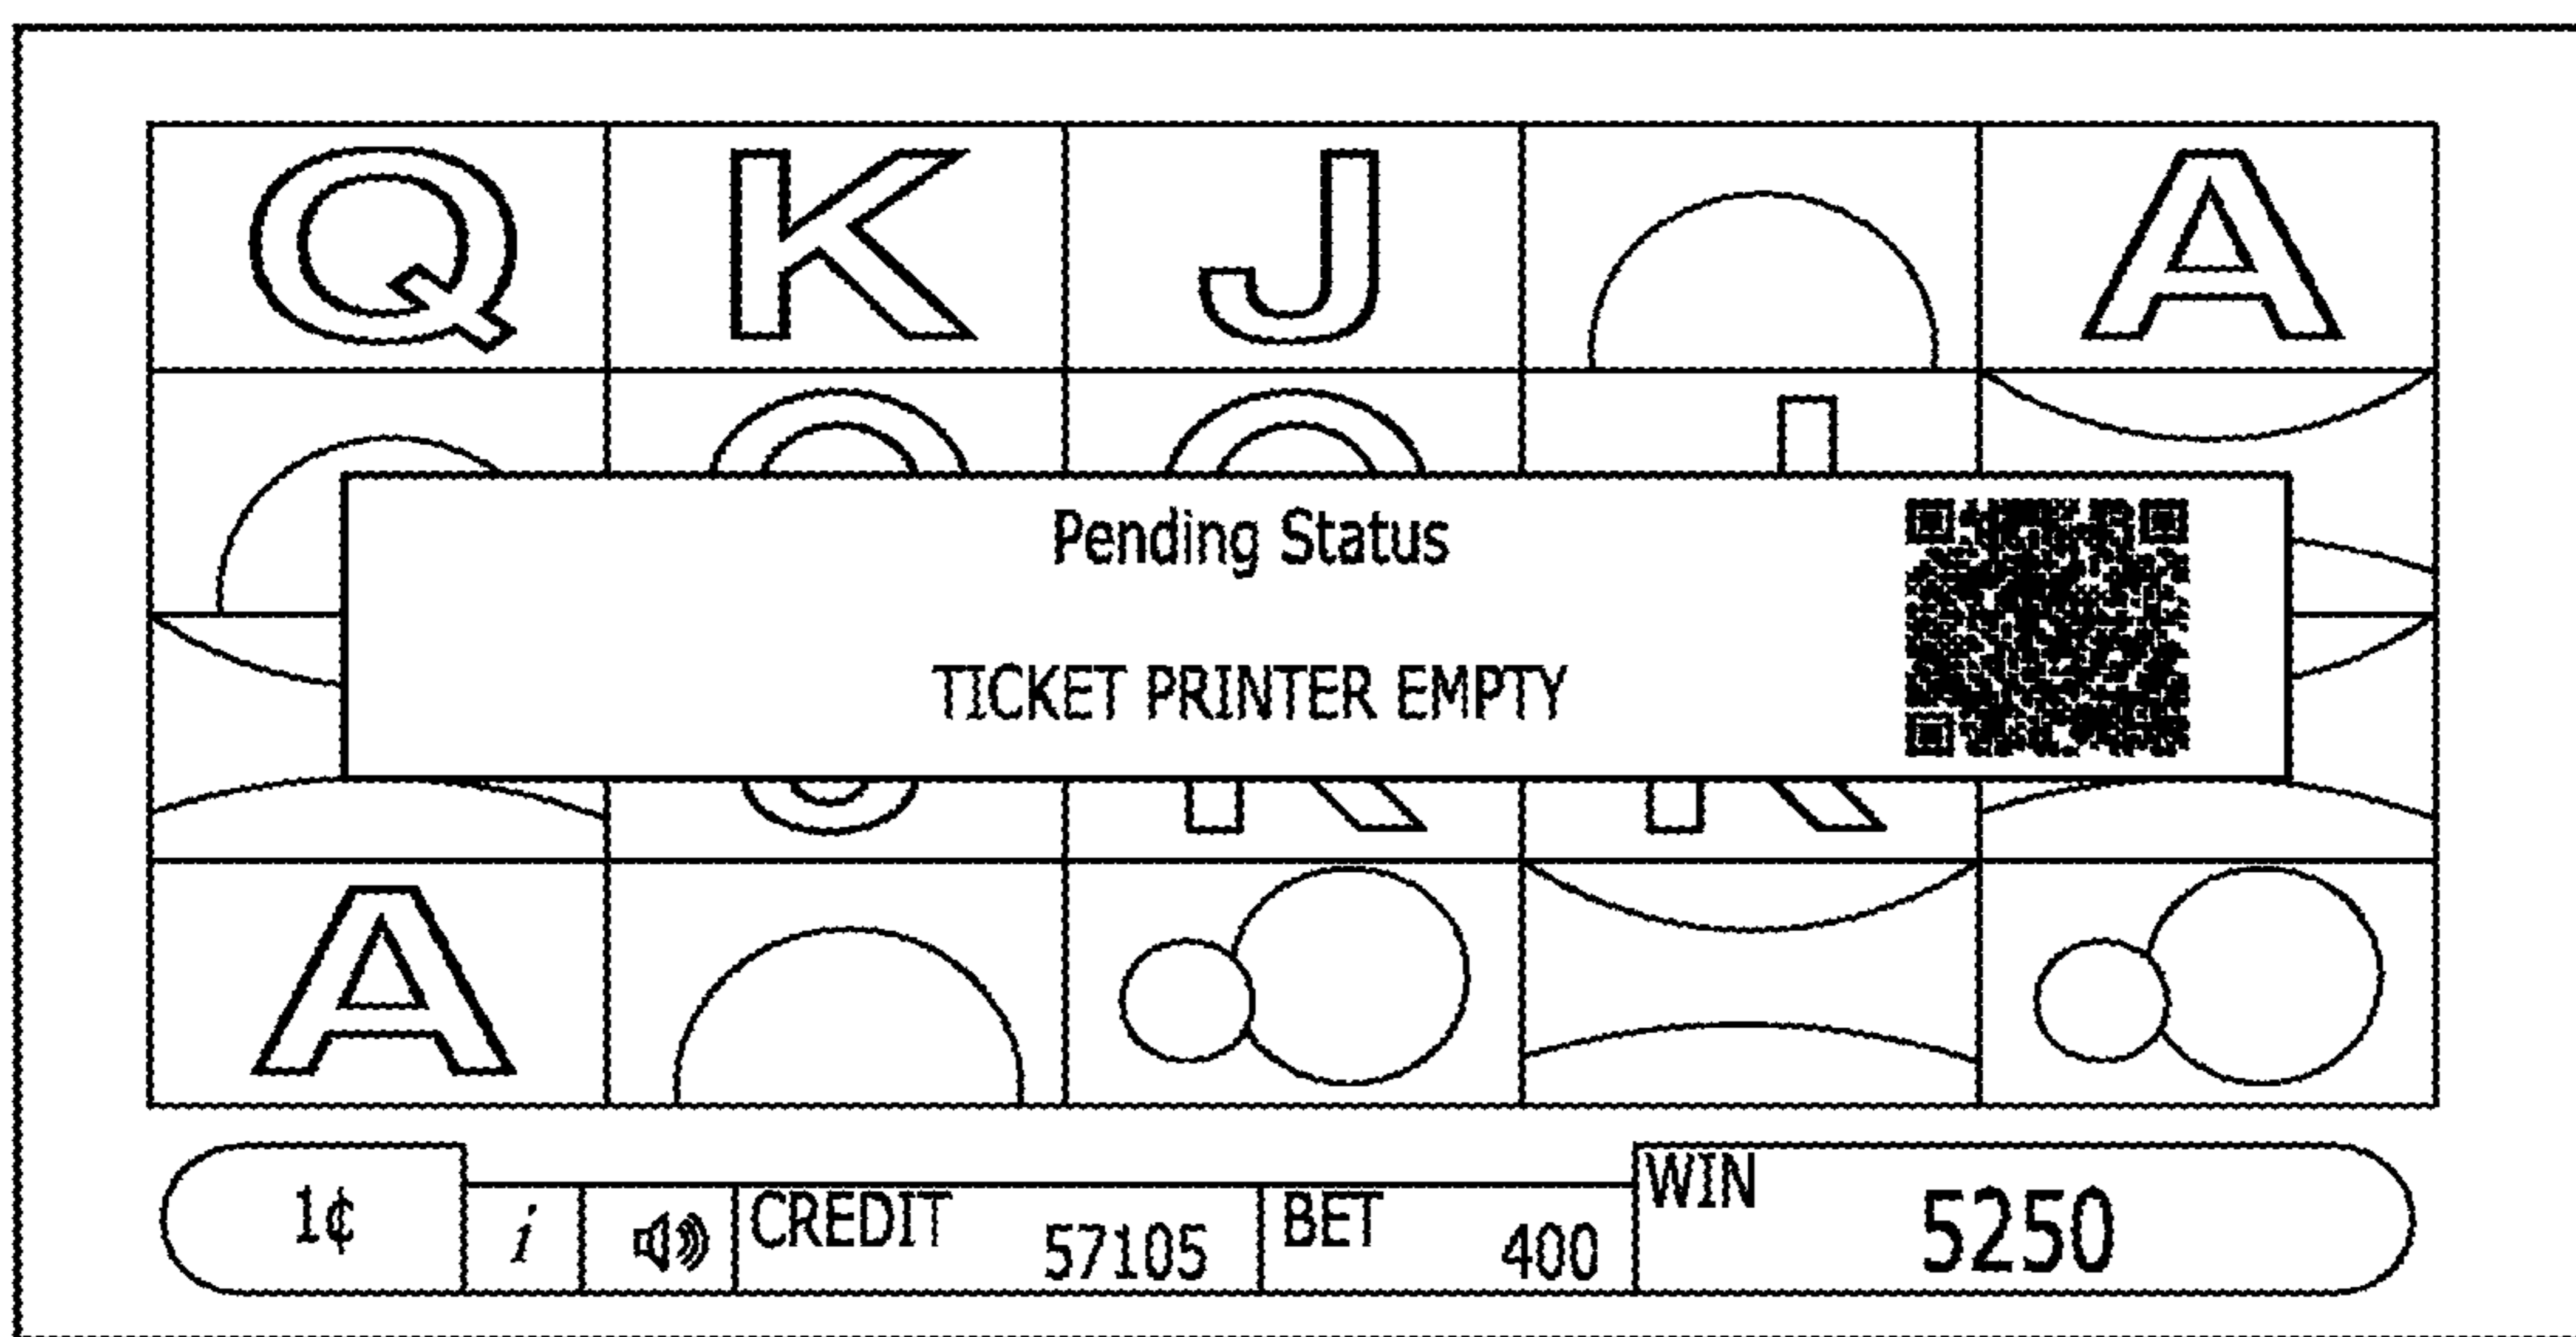 Q K J A
Pending Status
TICKET PRINTER EMPTY
A
1¢ i CREDIT 57105 BET 400 WIN 5250